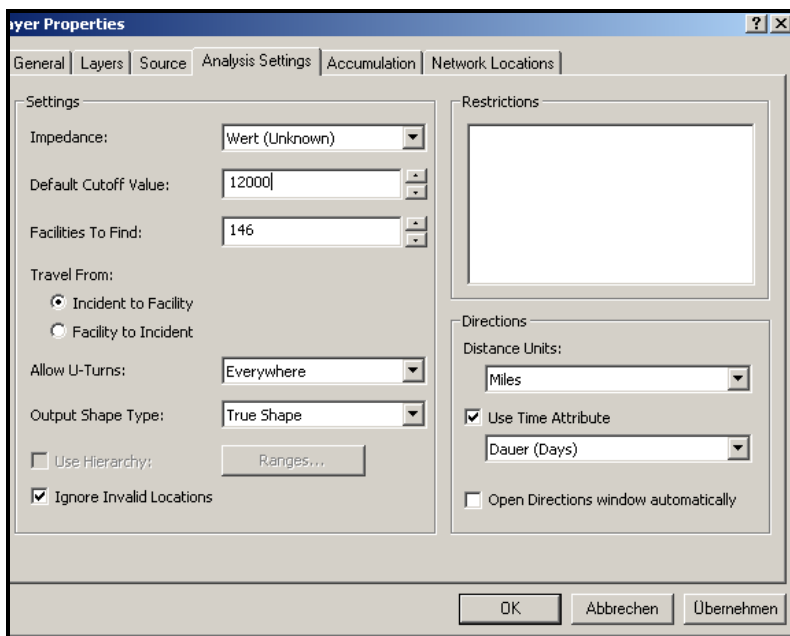 ayer Properties
General Layers Source Analysis Settings Accumulation Network Locations
Settings
Impedance: Wert (Unknown)
Default Cutoff Value: 12000
Facilities To Find: 146
Travel From:
Incident to Facility
Facility to Incident
Allow U-Turns: Everywhere
Output Shape Type: True Shape
Use Hierarchy: Ranges...
Ignore Invalid Locations
Restrictions
Directions
Distance Units:
Miles
Use Time Attribute
Dauer (Days)
Open Directions window automatically
OK Abbrechen Übernehmen